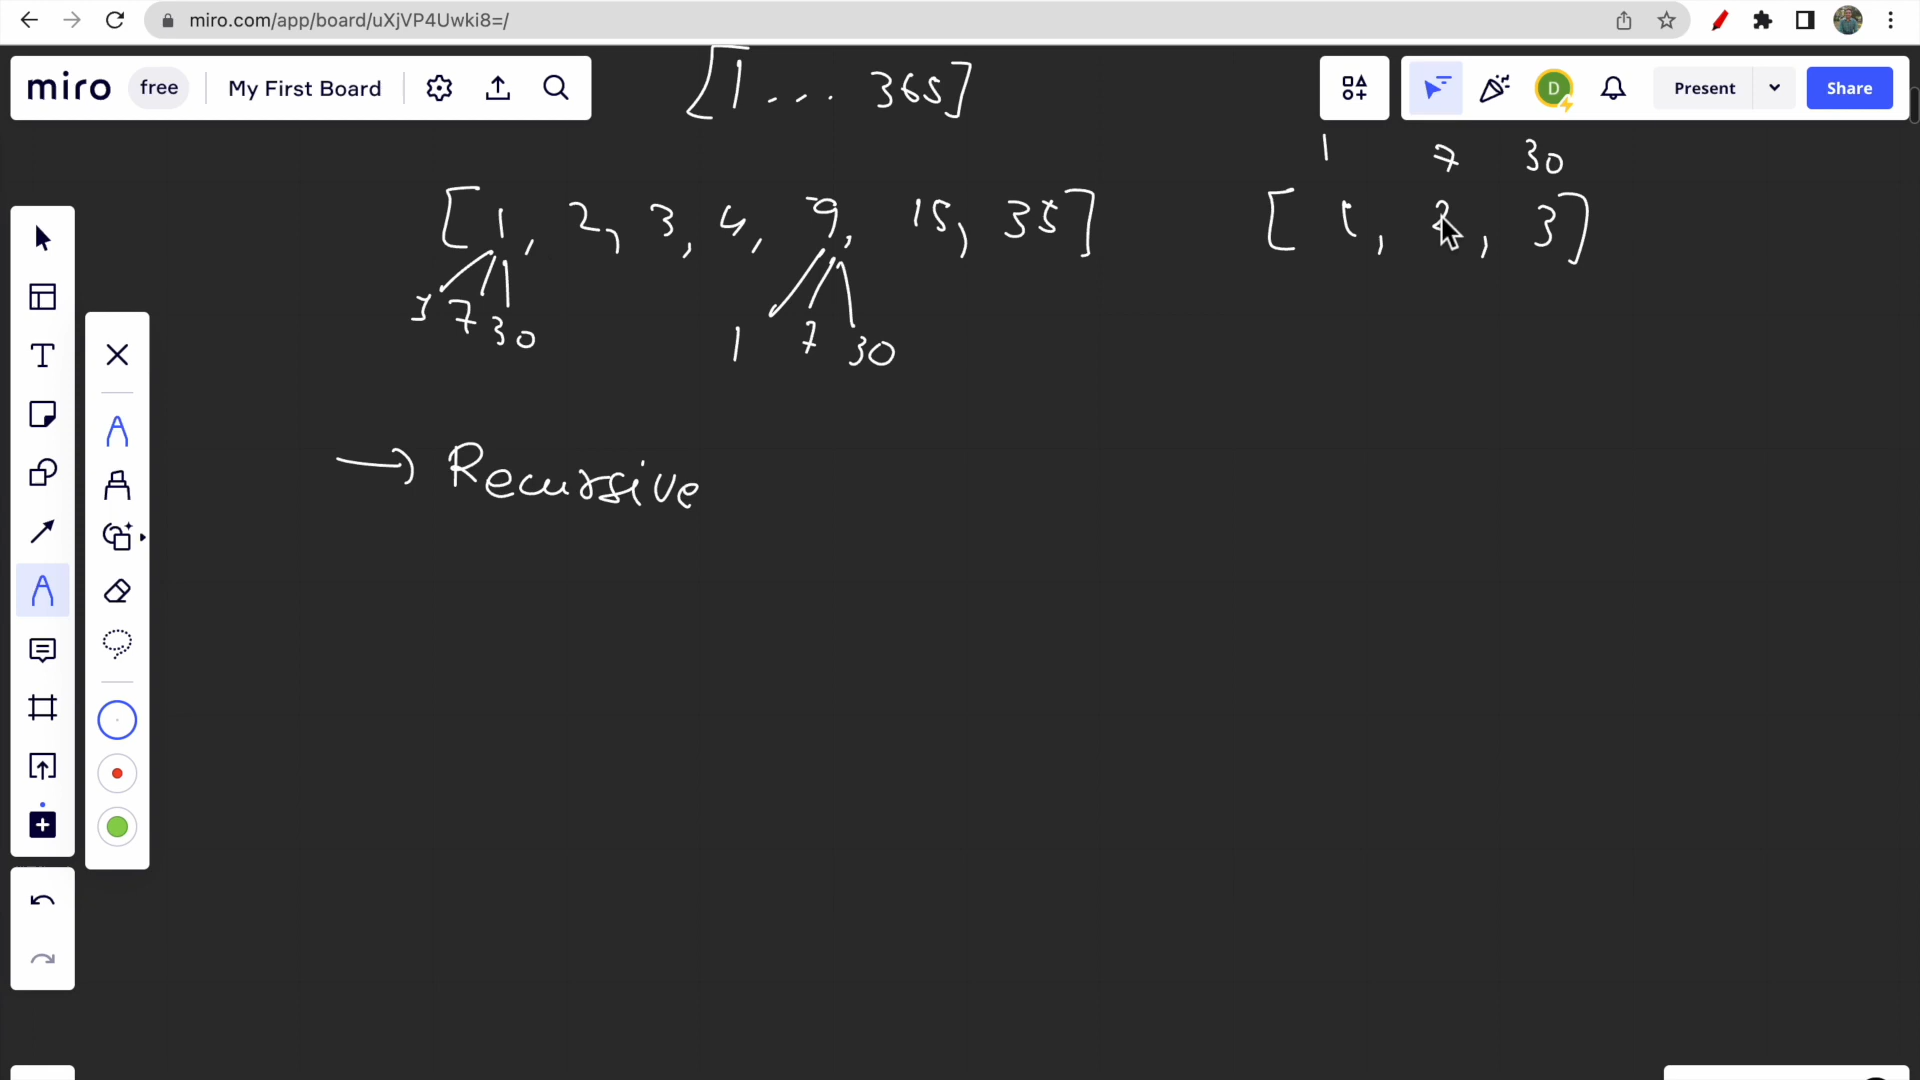 miro.com/app/board/uXjVP4Uwki8=/
miro free My First Board
[1 ... 365]
D Present Share
1 7 30
[1, 2, 3, 4, 9, 15, 35] [1, 2, 3]
7 30
1 7 30
→ Recursive